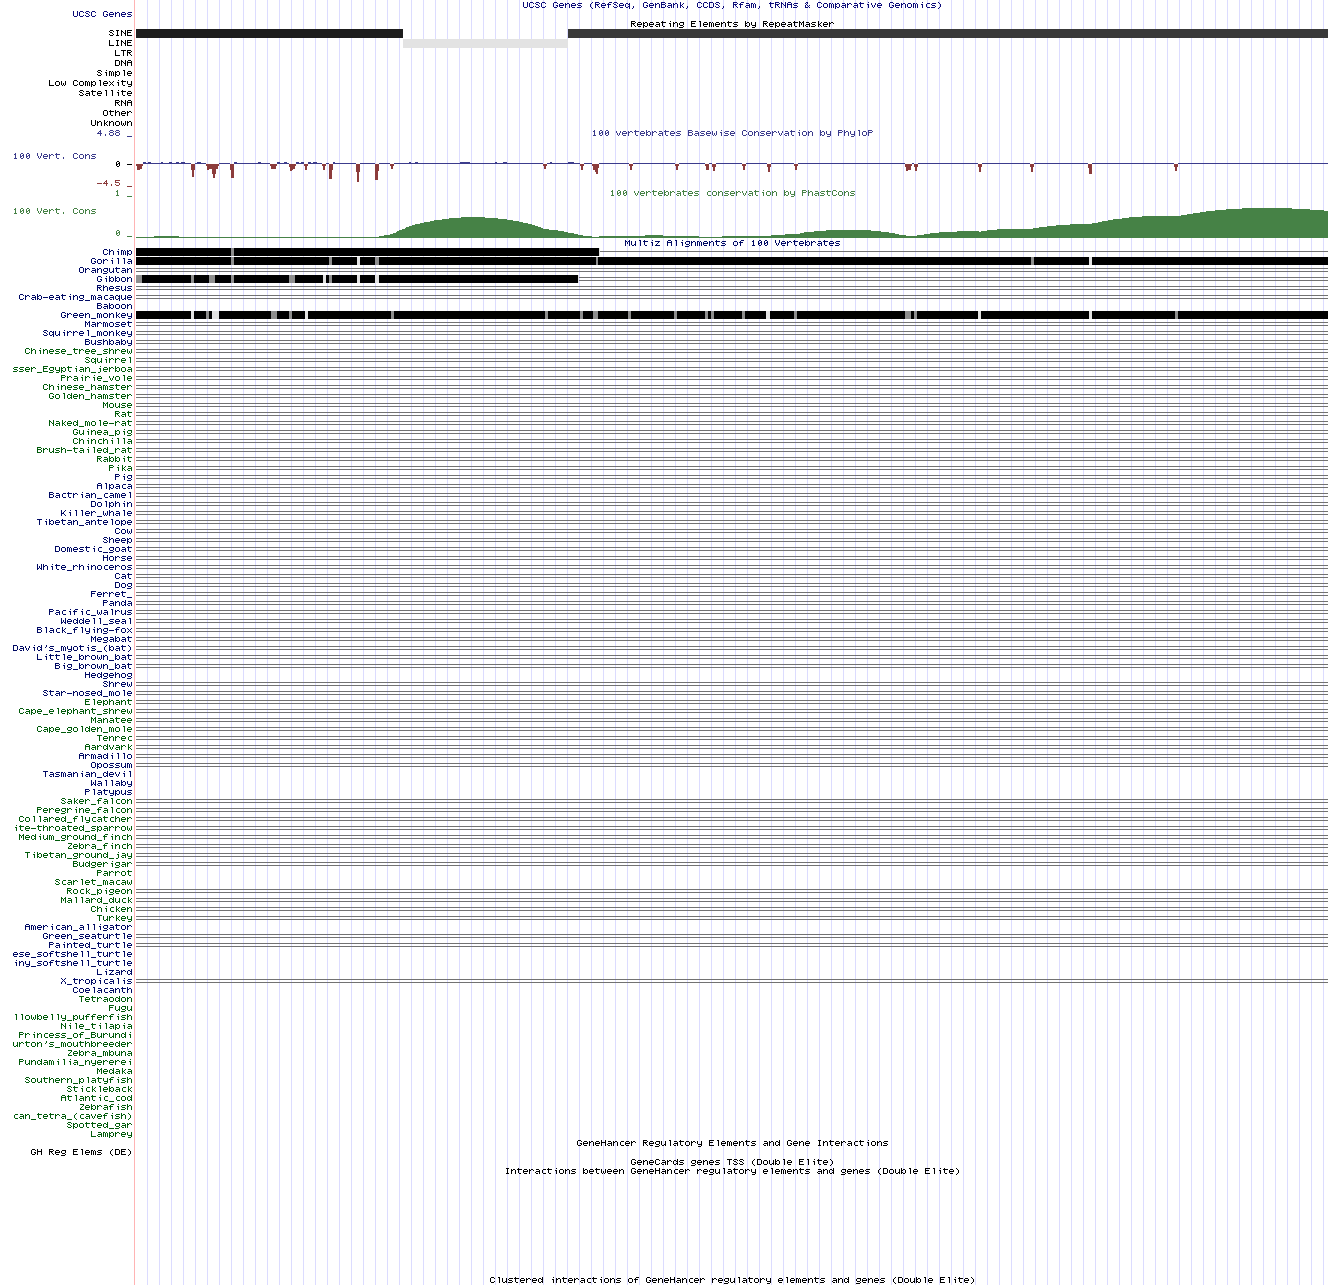 UCSC Genes (RefSeq, GenBank, CCDS, Rfam, tRNAs & Comparative Genomics)
UCSC Genes
Repeating Elements by RepeatMasker
SINE
LINE
LTR
DNA
Simple
Low Complexity
Satellite
RNA
Other
Unknown
4.88 _
100 vertebrates Basewise Conservation by PhyloP
100 Vert. Cons
0 _
-4.5 _
1 _
100 vertebrates conservation by PhastCons
100 Vert. Cons
0 _
Multiz Alignments of 100 Vertebrates
Chimp
Gorilla
Orangutan
Gibbon
Rhesus
Crab-eating_macaque
Baboon
Green_monkey
Marmoset
Squirrel_monkey
Bushbaby
Chinese_tree_shrew
Squirrel
sser_Egyptian_jerboa
Prairie_vole
Chinese_hamster
Golden_hamster
Mouse
Rat
Naked_mole-rat
Guinea_pig
Chinchilla
Brush-tailed_rat
Rabbit
Pika
Pig
Alpaca
Bactrian_camel
Dolphin
Killer_whale
Tibetan_antelope
Cow
Sheep
Domestic_goat
Horse
White_rhinoceros
Cat
Dog
Ferret_
Panda
Pacific_walrus
Weddell_seal
Black_flying-fox
Megabat
David's_myotis_(bat)
Little_brown_bat
Big_brown_bat
Hedgehog
Shrew
Star-nosed_mole
Elephant
Cape_elephant_shrew
Manatee
Cape_golden_mole
Tenrec
Aardvark
Armadillo
Opossum
Tasmanian_devil
Wallaby
Platypus
Saker_falcon
Peregrine_falcon
Collared_flycatcher
ite-throated_sparrow
Medium_ground_finch
Zebra_finch
Tibetan_ground_jay
Budgerigar
Parrot
Scarlet_macaw
Rock_pigeon
Mallard_duck
Chicken
Turkey
American_alligator
Green_seaturtle
Painted_turtle
ese_softshell_turtle
iny_softshell_turtle
Lizard
X_tropicalis
Coelacanth
Tetraodon
Fugu
llowbelly_pufferfish
Nile_tilapia
Princess_of_Burundi
urton's_mouthbreeder
Zebra_mbuna
Pundamilia_nyererei
Medaka
Southern_platyfish
Stickleback
Atlantic_cod
Zebrafish
can_tetra_(cavefish)
Spotted_gar
Lamprey
GeneHancer Regulatory Elements and Gene Interactions
GH Reg Elems (DE)
GeneCards genes TSS (Double Elite)
Interactions between GeneHancer regulatory elements and genes (Double Elite)
Clustered interactions of GeneHancer regulatory elements and genes (Double Elite)